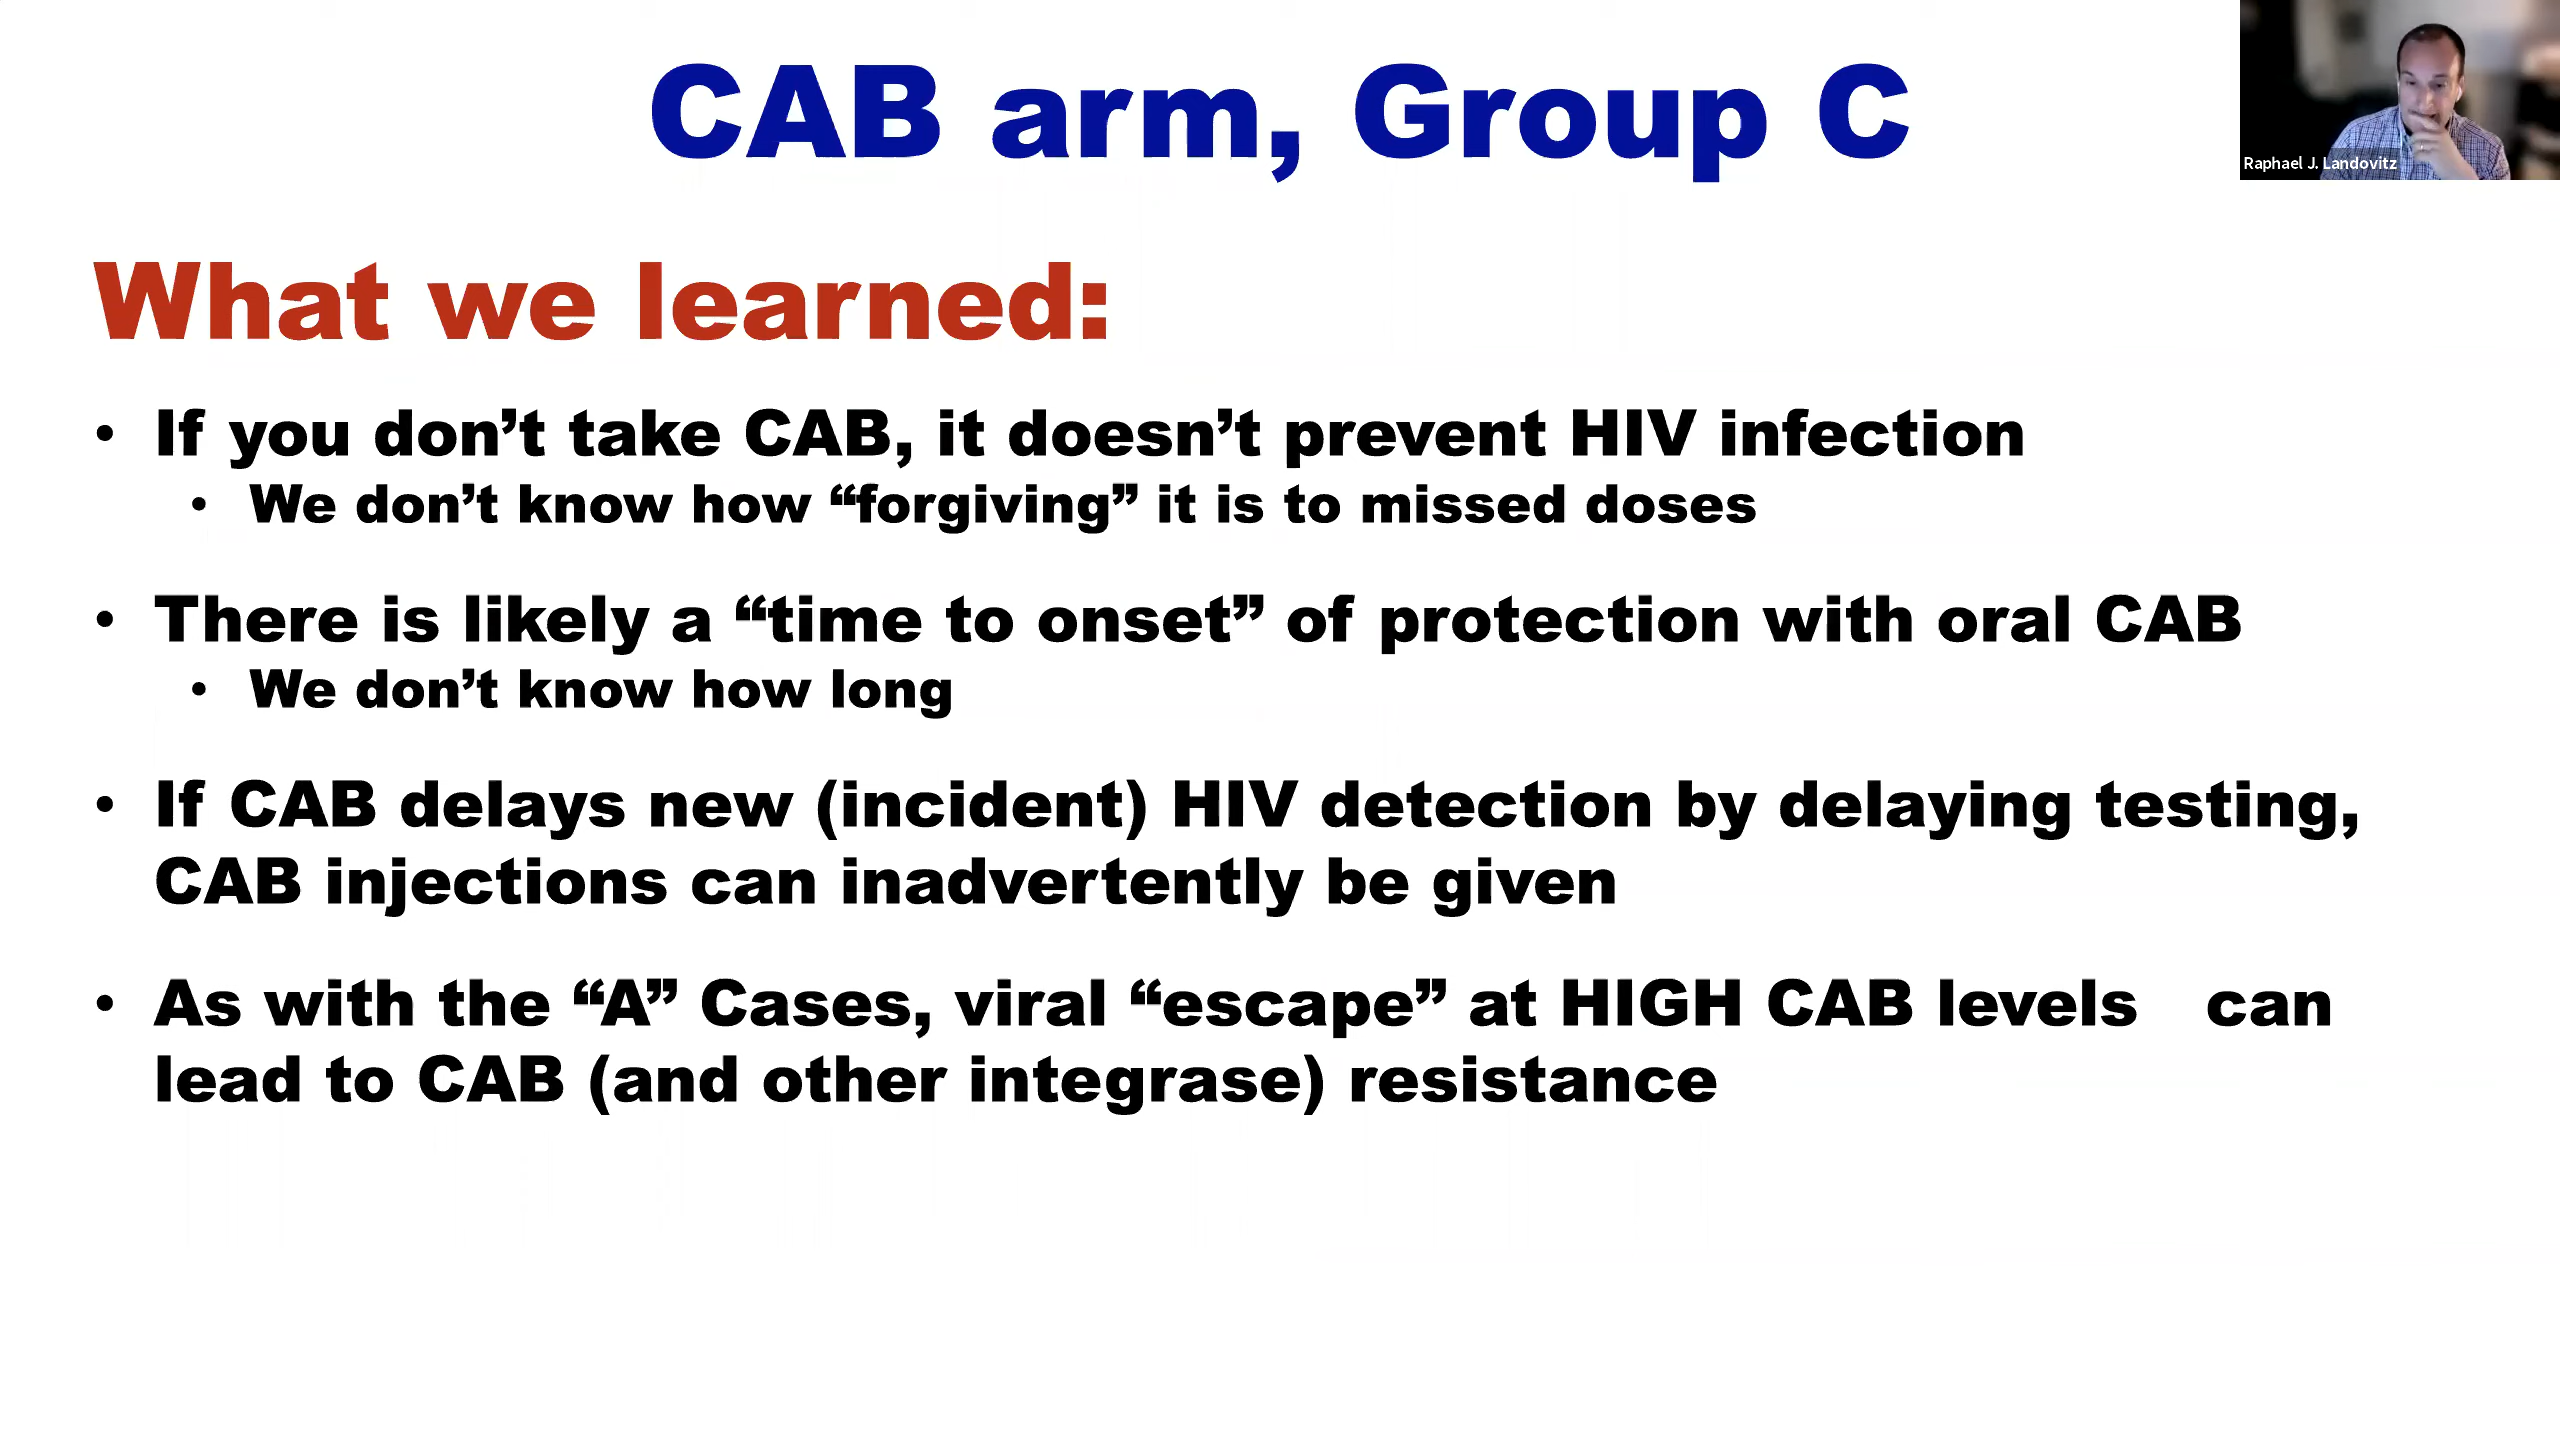 CAB arm, Group C
Raphael J. Landovitz
What we learned:
• If you don’t take CAB, it doesn’t prevent HIV infection
• We don’t know how “forgiving” it is to missed doses
• There is likely a “time to onset” of protection with oral CAB
• We don’t know how long
• If CAB delays new (incident) HIV detection by delaying testing,
CAB injections can inadvertently be given
• As with the “A” Cases, viral “escape” at HIGH CAB levels can
lead to CAB (and other integrase) resistance